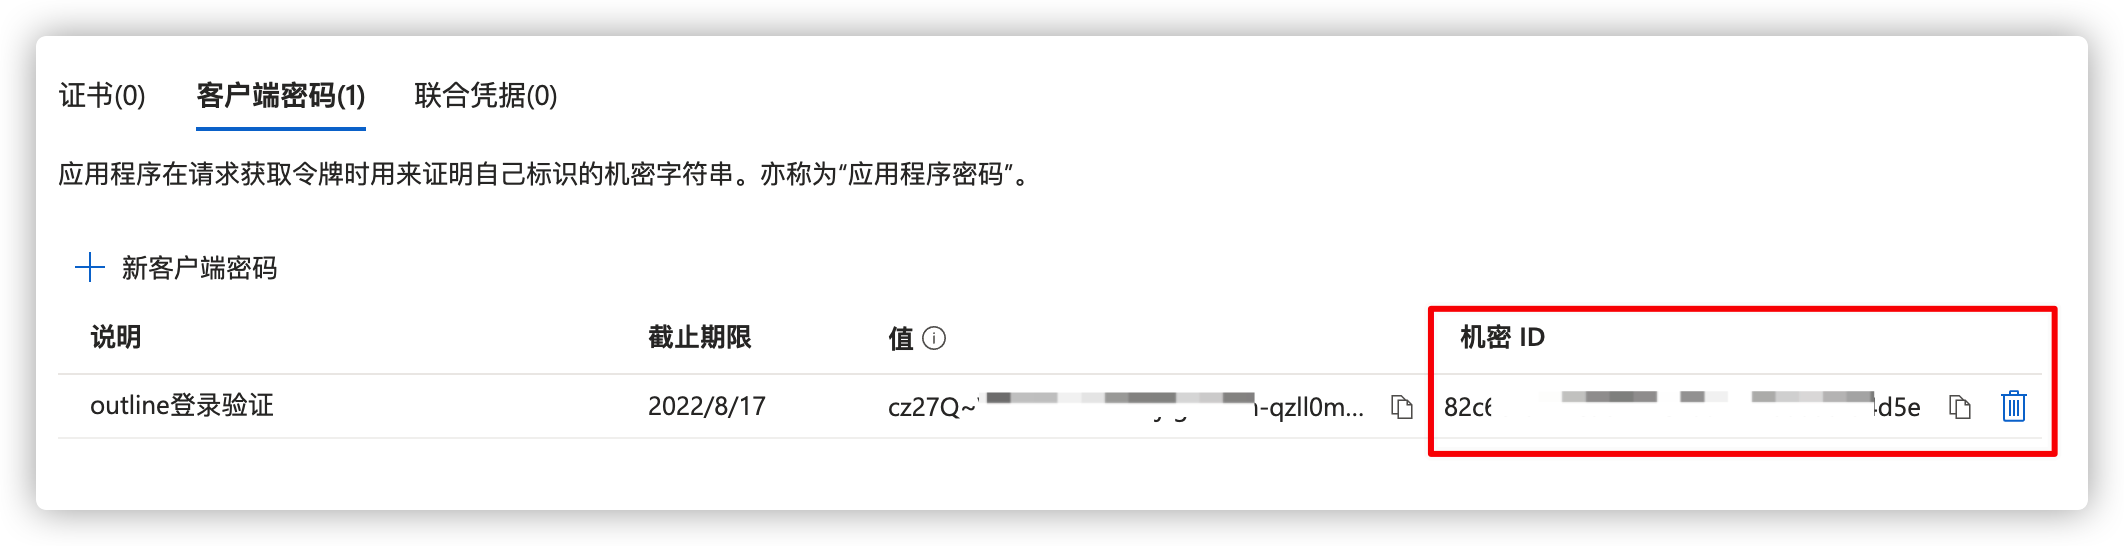 证书(0) 客户端密码(1) 联合凭据(0)
应用程序在请求获取令牌时用来证明自己标识的机密字符串。亦称为“应用程序密码”。
新客户端密码
说明 截止期限 值 机密 ID
outline登录验证 2022/8/17 cz27Q~ -qzll0m... 82c6 d5e